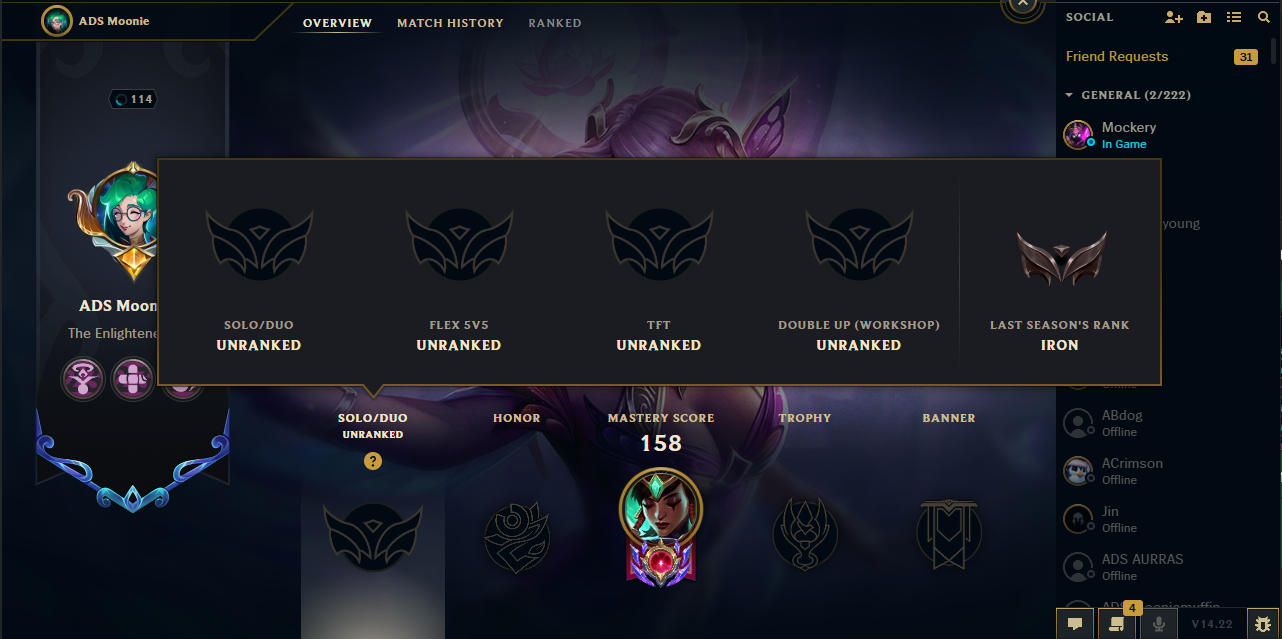 ADS Moonie
OVERVIEW
MATCH HISTORY
RANKED
SOCIAL
Friend Requests
31
GENERAL (2/222)
Mockery
In Game
114
young
ADS Moon
The Enlightene
SOLO/DUO
UNRANKED
FLEX 5V5
UNRANKED
TFT
UNRANKED
DOUBLE UP (WORKSHOP)
UNRANKED
LAST SEASON'S RANK
IRON
SOLO/DUO
UNRANKED
?
HONOR
MASTERY SCORE
158
TROPHY
BANNER
ABdog
Offline
ACrimson
Offline
Jin
Offline
ADS AURRAS
Offline
4
V14.22